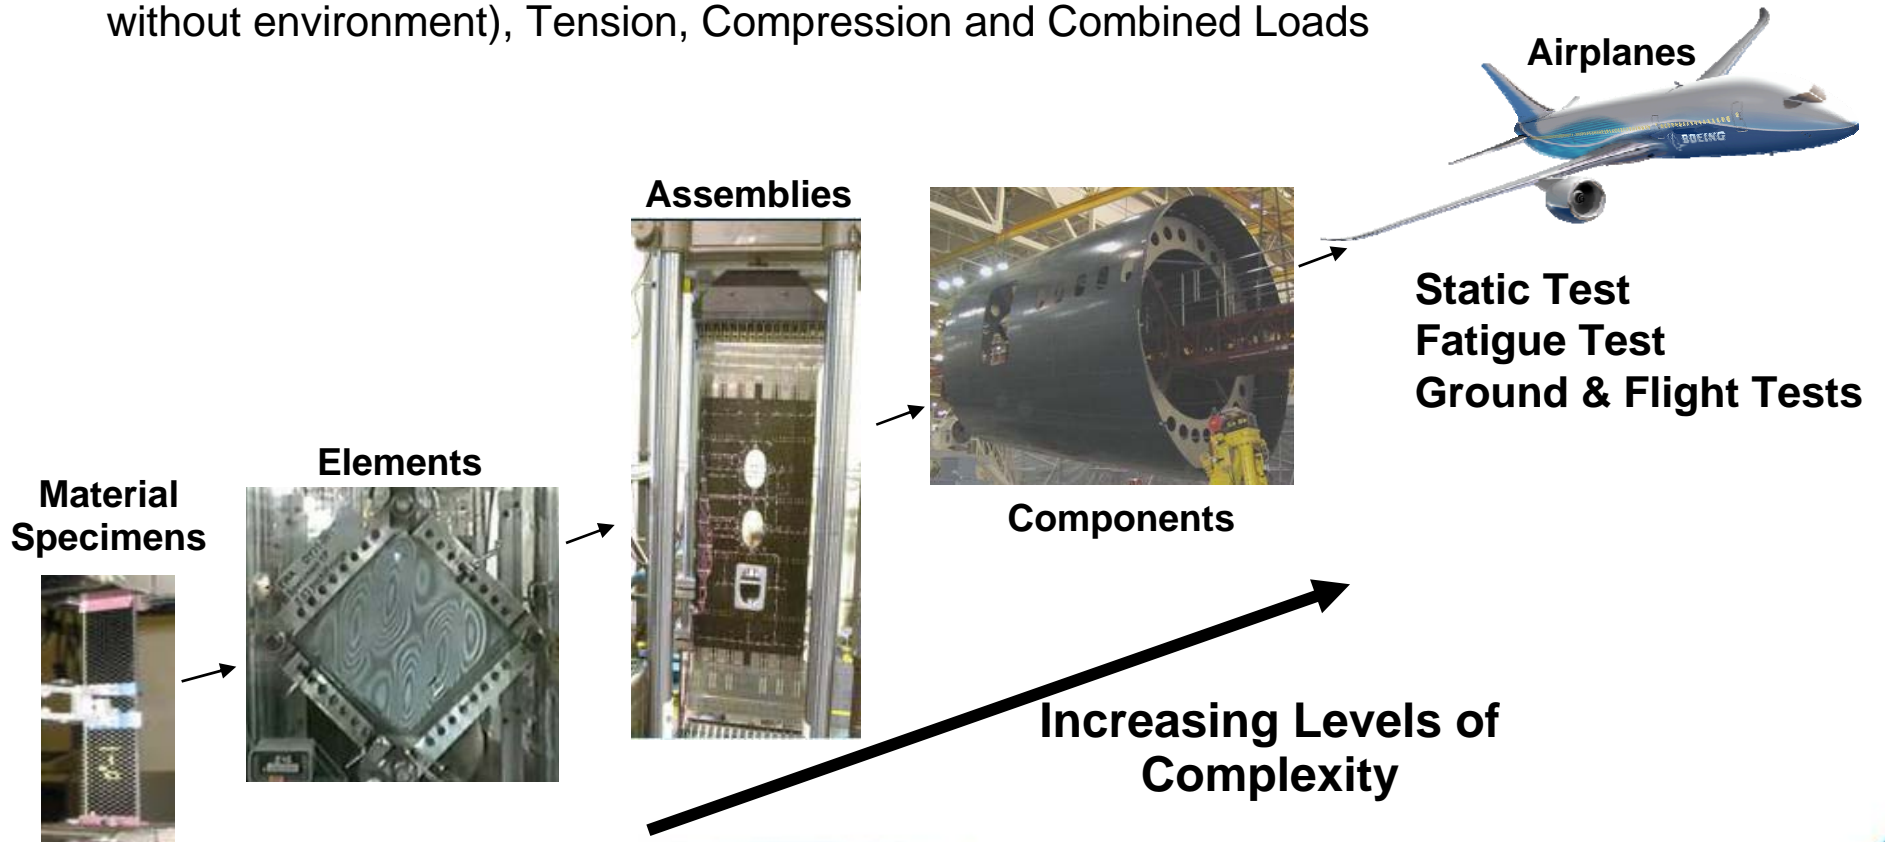 without environment), Tension, Compression and Combined Loads
Airplanes
BOEING
Assemblies
Static Test
Fatigue Test
Ground & Flight Tests
Elements
Material
Specimens
Components
Increasing Levels of
Complexity